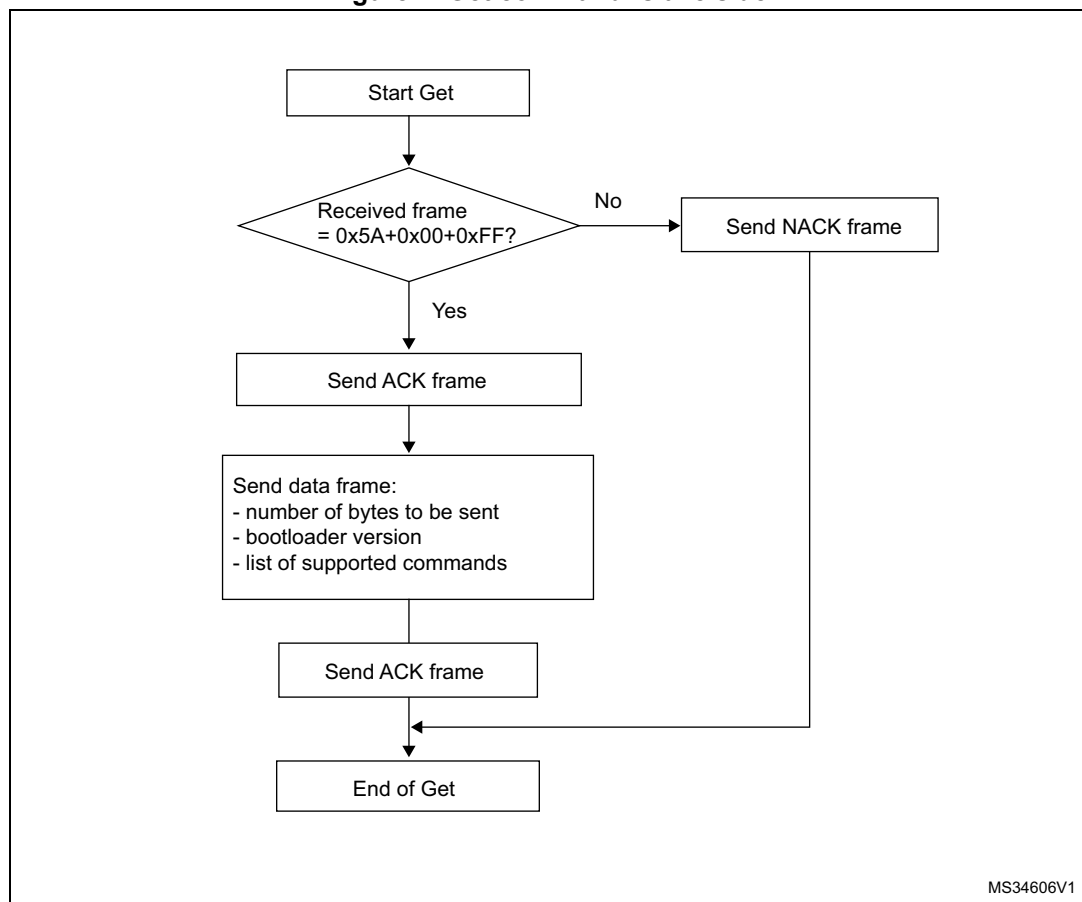 Start Get
Received frame
= 0x5A+0x00+0xFF?
No
Send NACK frame
Yes
Send ACK frame
Send data frame:
- number of bytes to be sent
- bootloader version
- list of supported commands
Send ACK frame
End of Get
MS34606V1